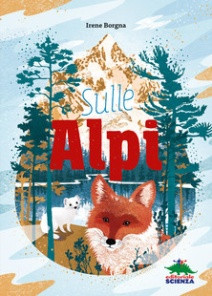 Irene Borgna
Sulle
Alpi
editoriale
SCIENZA